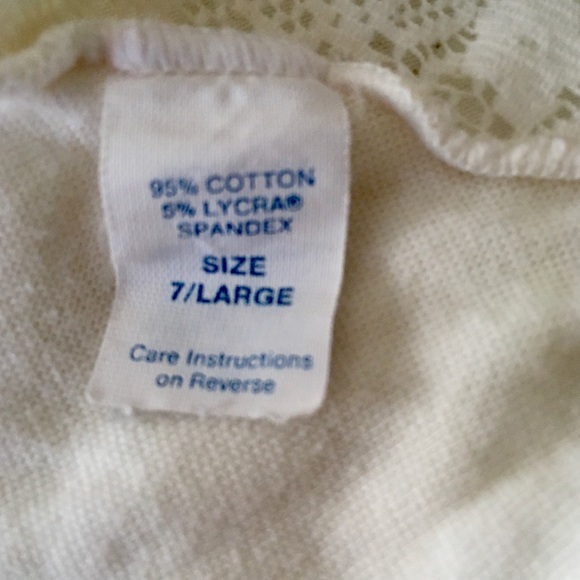 95% COTTON
5% LYCRA®
SPANDEX
SIZE
7/LARGE
Care Instructions
on Reverse